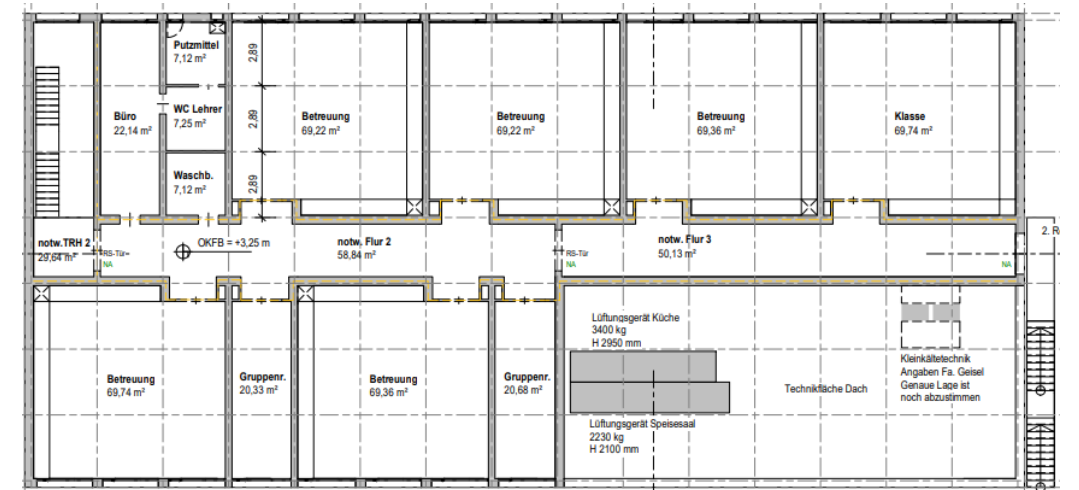 Putzmittel
7,12 m²
2,89
Büro
22,14 m²
WC Lehrer
7,25 m²
2,89
Betreuung
69,22 m²
Betreuung
69,22 m²
Betreuung
69,36 m²
Klasse
69,74 m²
Waschb.
7,12 m²
2,89
notw.TRH 2
29,64 m²
RS-Tür=
NA
OKFB = +3,25 m
notw. Flur 2
58,84 m²
RS-Tür
NA
notw. Flur 3
50,13 m²
NA
2. R
Lüftungsgerät Küche
3400 kg
H 2950 mm
Kleinkältetechnik
Angaben Fa. Geisel
Genaue Lage ist
noch abzustimmen
Betreuung
69,74 m²
Gruppenr.
20,33 m²
Betreuung
69,36 m²
Gruppenr.
20,68 m²
Technikfläche Dach
Lüftungsgerät Speisesaal
2230 kg
H 2100 mm